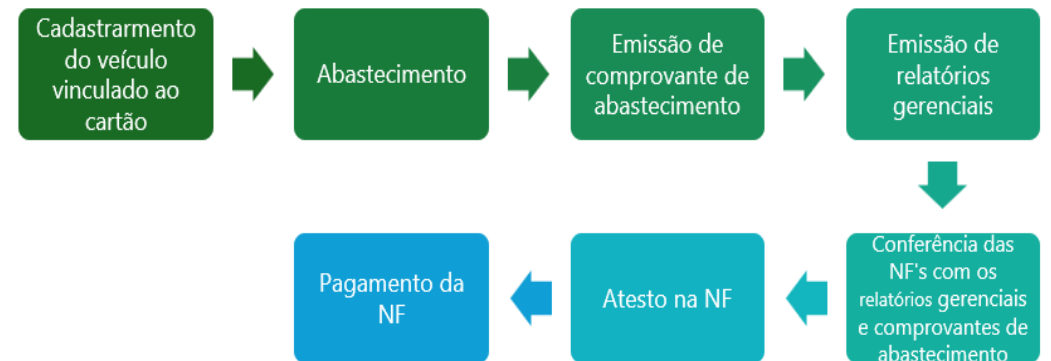 Cadastrarmento
do veículo
vinculado ao
cartão
Abastecimento
Emissão de
comprovante de
abastecimento
Emissão de
relatórios
gerenciais
Conferência das
NF's com os
relatórios gerenciais
e comprovantes de
abastecimento
Atesto na NF
Pagamento da
NF